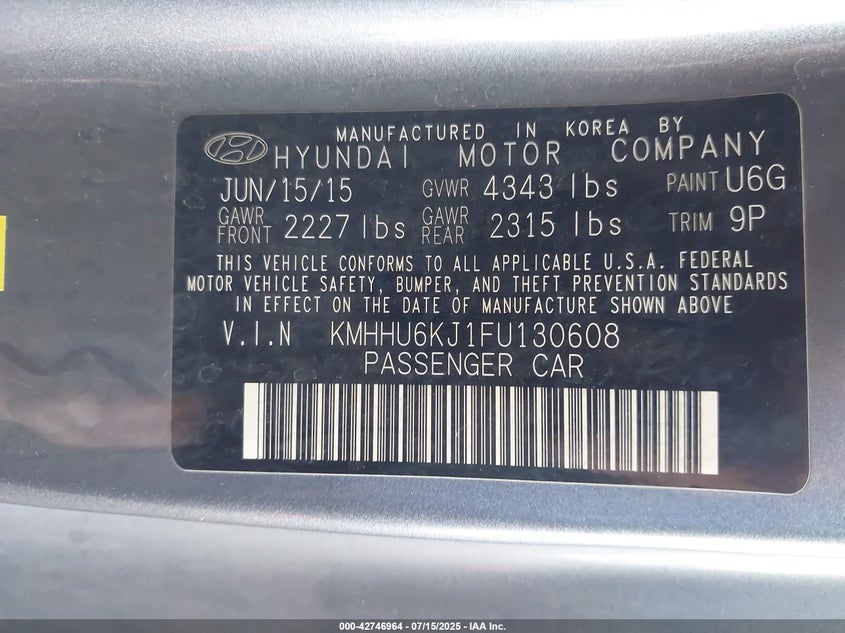 MANUFACTURED IN KOREA BY
HYUNDAI MOTOR COMPANY
JUN/15/15 GVWR 4343 lbs PAINT U6G
GAWR FRONT 2227 lbs GAWR REAR 2315 lbs TRIM 9P
THIS VEHICLE CONFORMS TO ALL APPLICABLE U.S.A. FEDERAL
MOTOR VEHICLE SAFETY, BUMPER, AND THEFT PREVENTION STANDARDS
IN EFFECT ON THE DATE OF MANUFACTURE SHOWN ABOVE
V.I.N KMHHU6KJ1FU130608
PASSENGER CAR
000-42746964 - 07/15/2025 - IAA Inc.